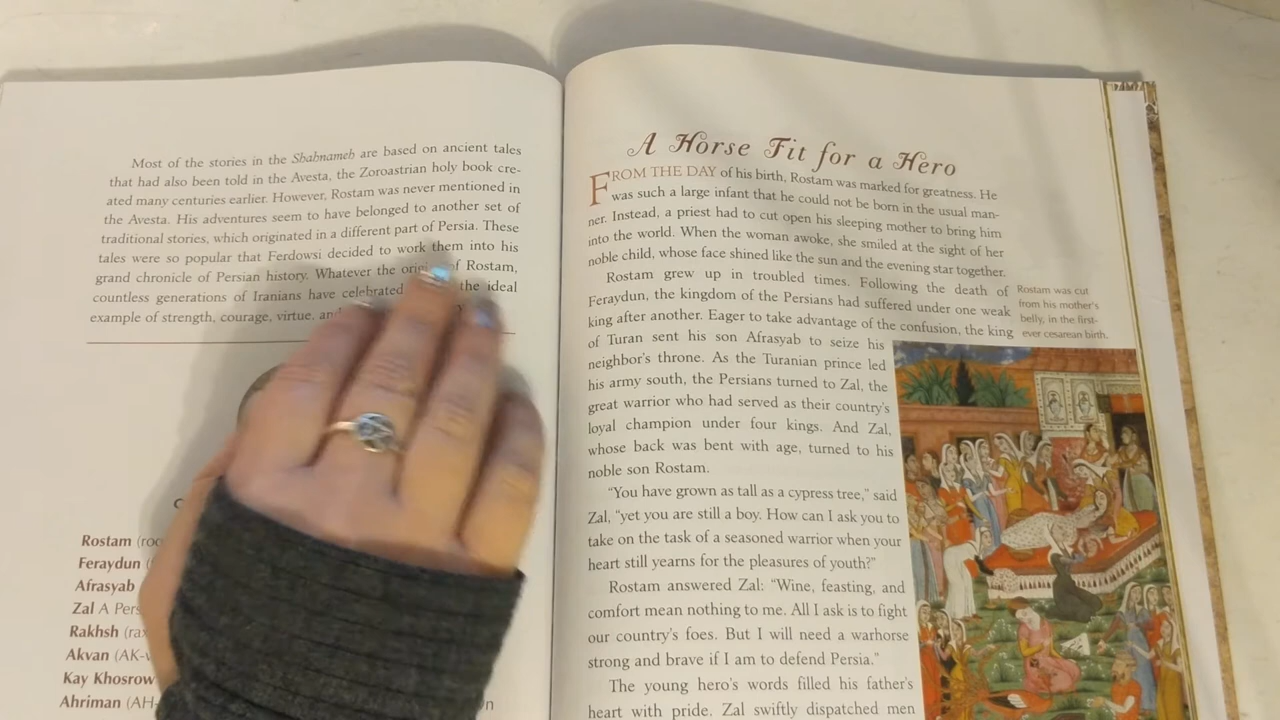 Most of the stories in the Shahnameh are based on ancient tales
that had also been told in the Avesta, the Zoroastrian holy book cre-
ated many centuries earlier. However, Rostam was never mentioned in
the Avesta. His adventures seem to have belonged to another set of
traditional stories, which originated in a different part of Persia. These
tales were so popular that Ferdowsi decided to work them into his
grand chronicle of Persian history. Whatever the of Rostam,
countless generations of Iranians have celebrated the ideal
example of strength, courage, virtue,
Rostam
Feraydun
Afrasyab
Zal A
Rakhsh
Akvan
Kay Khosrow
Ahriman (AH-
A Horse Fit for a Hero
FROM THE DAY of his birth, Rostam was marked for greatness. He
was such a large infant that he could not be born in the usual man-
ner. Instead, a priest had to cut open his sleeping mother to bring him
into the world. When the woman awoke, she smiled at the sight of her
noble child, whose face shined like the sun and the evening star together.
Rostam grew up in troubled times. Following the death of
Feraydun, the kingdom of the Persians had suffered under one weak
king after another. Eager to take advantage of the confusion, the king
of Turan sent his son Afrasyab to seize his
neighbor's throne. As the Turanian prince led
his army south, the Persians turned to Zal, the
great warrior who had served as their country's
loyal champion under four kings. And Zal,
whose back was bent with age, turned to his
noble son Rostam.
"You have grown as tall as a cypress tree," said
Zal, "yet you are still a boy. How can I ask you to
take on the task of a seasoned warrior when your
heart still yearns for the pleasures of youth?"
Rostam answered Zal: "Wine, feasting, and
comfort mean nothing to me. All I ask is to fight
our country's foes. But I will need a warhorse
strong and brave if I am to defend Persia."
The young hero's words filled his father's
heart with pride. Zal swiftly dispatched men
Rostam was cut
from his mother's
belly, in the first-
ever cesarean birth.